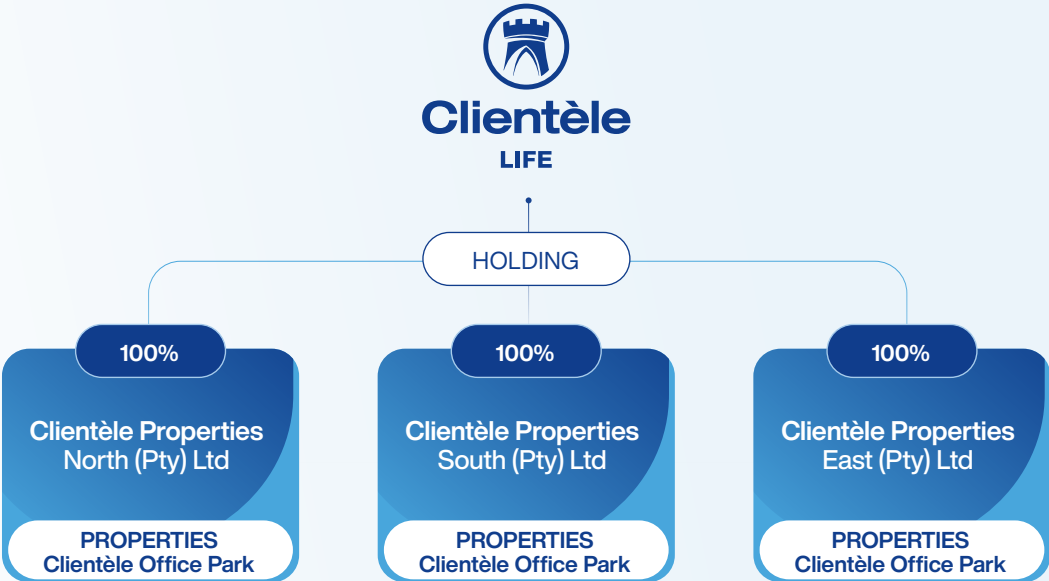 Clientèle
LIFE
HOLDING
100%
100%
100%
Clientèle Properties
North (Pty) Ltd
Clientèle Properties
South (Pty) Ltd
Clientèle Properties
East (Pty) Ltd
PROPERTIES
Clientèle Office Park
PROPERTIES
Clientèle Office Park
PROPERTIES
Clientèle Office Park